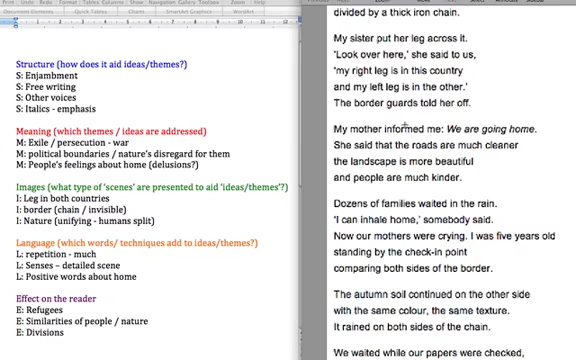 Document Elements
Quick Tables
Charts
SmartArt Graphics
WordArt
Structure (how does it aid ideas/themes?)
S: Enjambment
S: Free writing
S: Other voices
S: Italics - emphasis
Meaning (which themes / ideas are addressed)
M: Exile / persecution - war
M: political boundaries / nature's disregard for them
M: People's feelings about home (delusions?)
Images (what type of 'scenes' are presented to aid 'ideas/themes'?)
I: Leg in both countries
I: border (chain / invisible)
I: Nature (unifying - humans split)
Language (which words/ techniques add to ideas/themes?)
L: repetition - much
L: Senses – detailed scene
L: Positive words about home
Effect on the reader
E: Refugees
E: Similarities of people / nature
E: Divisions
divided by a thick iron chain.
My sister put her leg across it.
'Look over here,' she said to us,
'my right leg is in this country
and my left leg is in the other.'
The border guards told her off.
My mother informed me: We are going home.
She said that the roads are much cleaner
the landscape is more beautiful
and people are much kinder.
Dozens of families waited in the rain.
'I can inhale home,' somebody said.
Now our mothers were crying. I was five years old
standing by the check-in point
comparing both sides of the border.
The autumn soil continued on the other side
with the same colour, the same texture.
It rained on both sides of the chain.
We waited while our papers were checked,